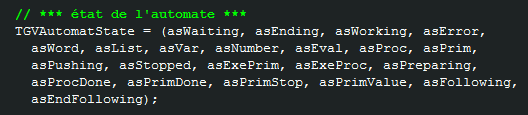 // *** état de l'automate ***
TGVAutomatState = (asWaiting, asEnding, asWorking, asError,
asWord, asList, asVar, asNumber, asEval, asProc, asPrim,
asPushing, asStopped, asExePrim, asExeProc, asPreparing,
asProcDone, asPrimDone, asPrimStop, asPrimValue, asFollowing,
asEndFollowing);